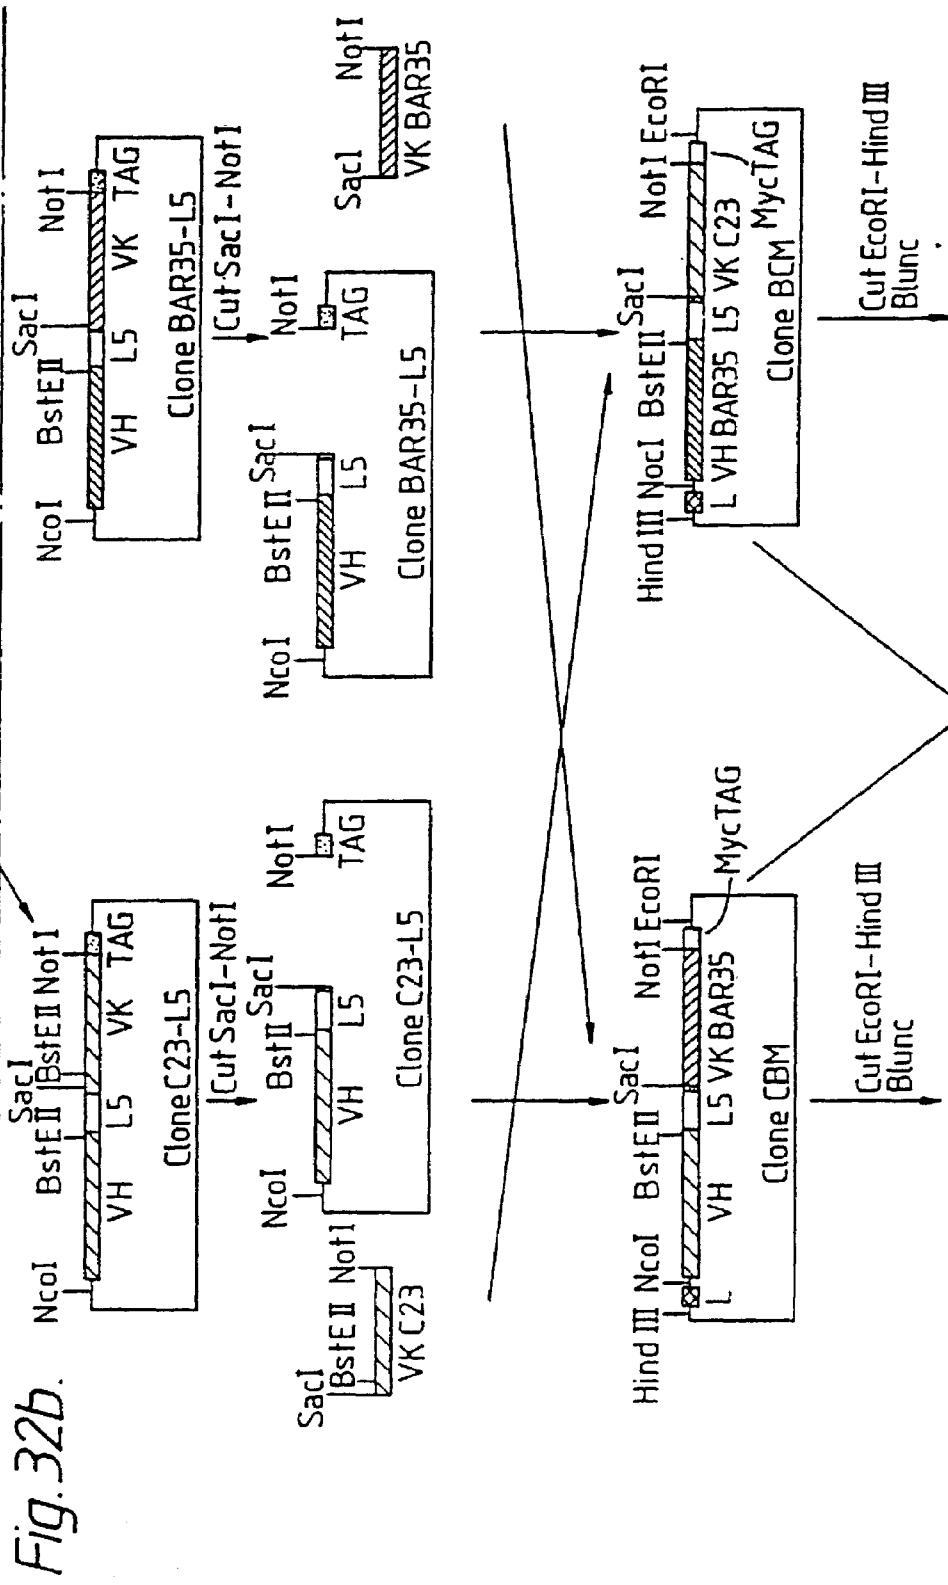 Fig. 32b.
NcoI
BstEII
SacI
BstEII
NotI
VH
L5
VK
TAG
Clone C23-L5
Cut SacI-NotI
NcoI
BstEII
SacI
NotI
VH
L5
TAG
Clone BAR35-L5
Cut SacI-NotI
SacI
BstEII
NotI
VK C23
NcoI
BstII
SacI
NotI
VH
L5
TAG
Clone C23-L5
NcoI
BstEII
SacI
NotI
VH
L5
TAG
Clone BAR35-L5
SacI
NotI
VK BAR35
Hind III
NcoI
BstEII
SacI
NotI
EcoRI
L
VH
L5
VK BAR35
MycTAG
Clone CBM
Cut EcoRI-Hind III
Blunc
Hind III
NocI
BstEII
SacI
NotI
EcoRI
L
VH BAR35
L5
VK C23
MycTAG
Clone BCM
Cut EcoRI-Hind III
Blunc